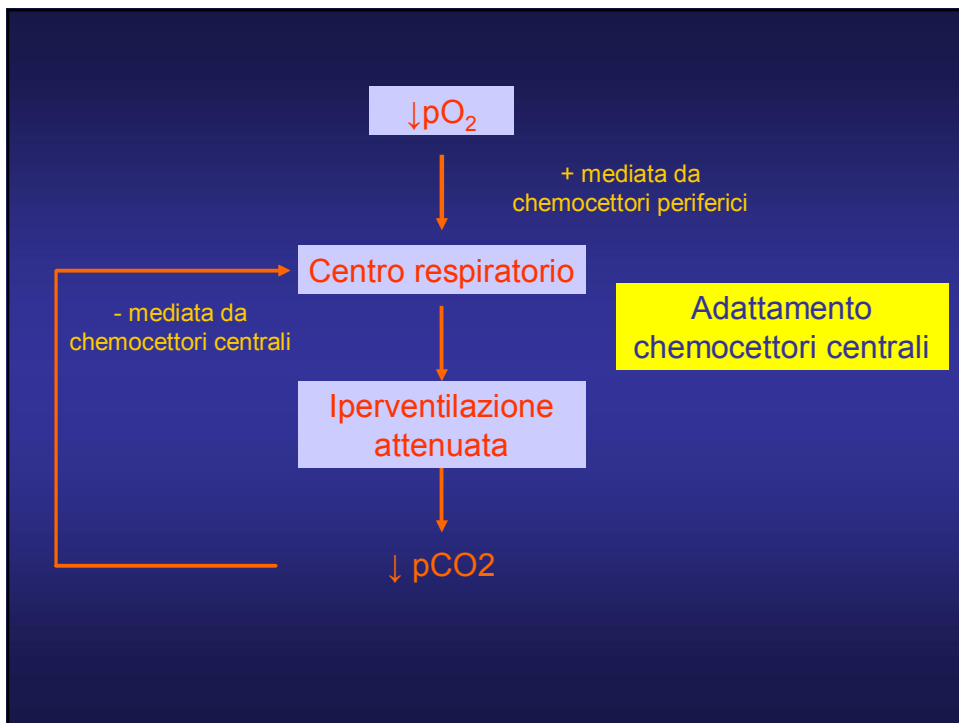 ↓pO₂
+ mediata da
chemocettori periferici
Centro respiratorio
- mediata da
chemocettori centrali
Adattamento
chemocettori centrali
Iperventilazione
attenuata
↓ pCO2